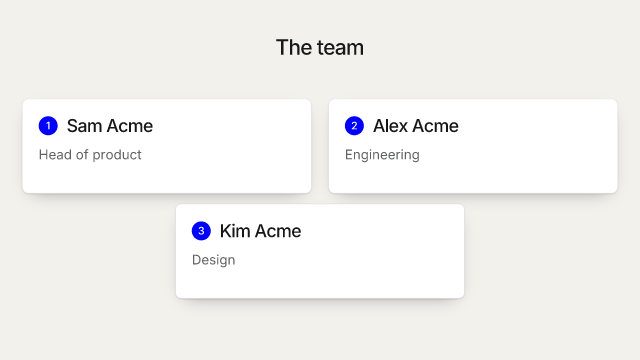 The team
1 Sam Acme
Head of product
2 Alex Acme
Engineering
3 Kim Acme
Design